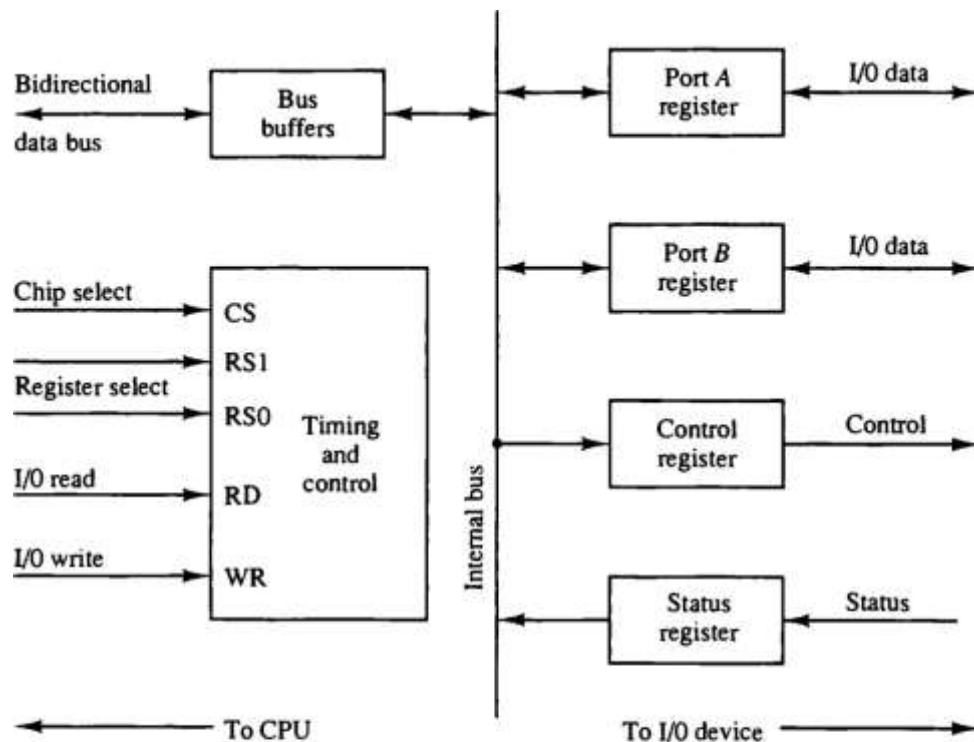 Bidirectional
data bus
Bus
buffers
Port A
register
I/O data
Port B
register
I/O data
Chip select
CS
RS1
Register select
RS0
Timing
and
control
I/O read
RD
I/O write
WR
Internal bus
Control
register
Control
Status
register
Status
To CPU
To I/O device